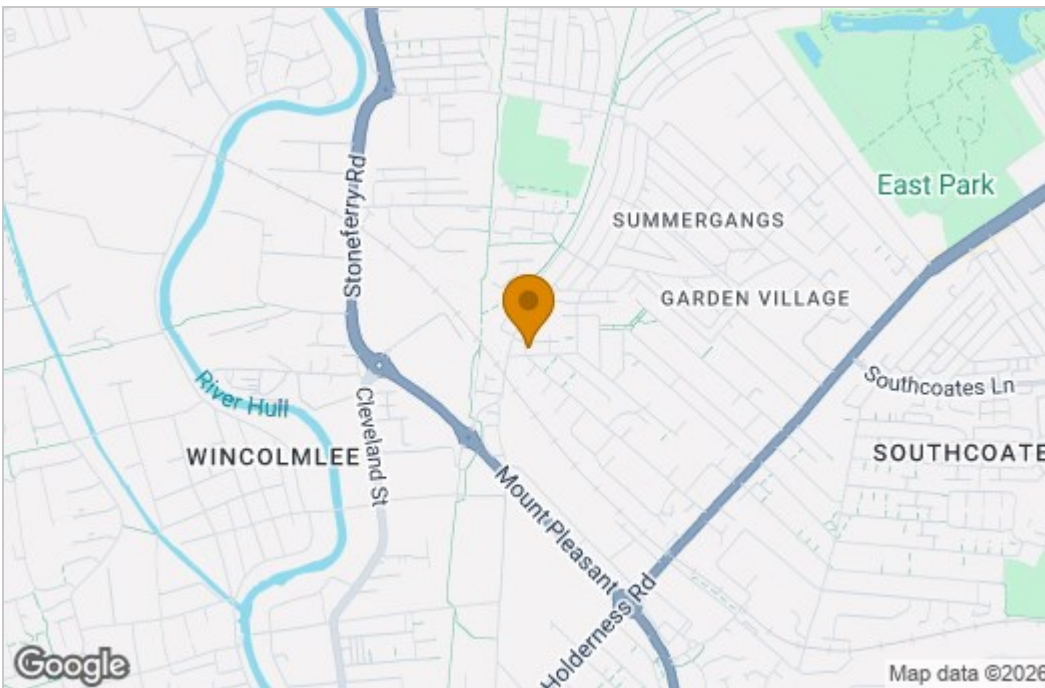 East Park
Stoneferry Rd
SUMMERGANGS
GARDEN VILLAGE
Southcoates Ln
River Hull
Cleveland St
WINCOLMLEE
SOUTHCOATE
Mount Pleasant
Holderness Rd
Google
Map data ©2026